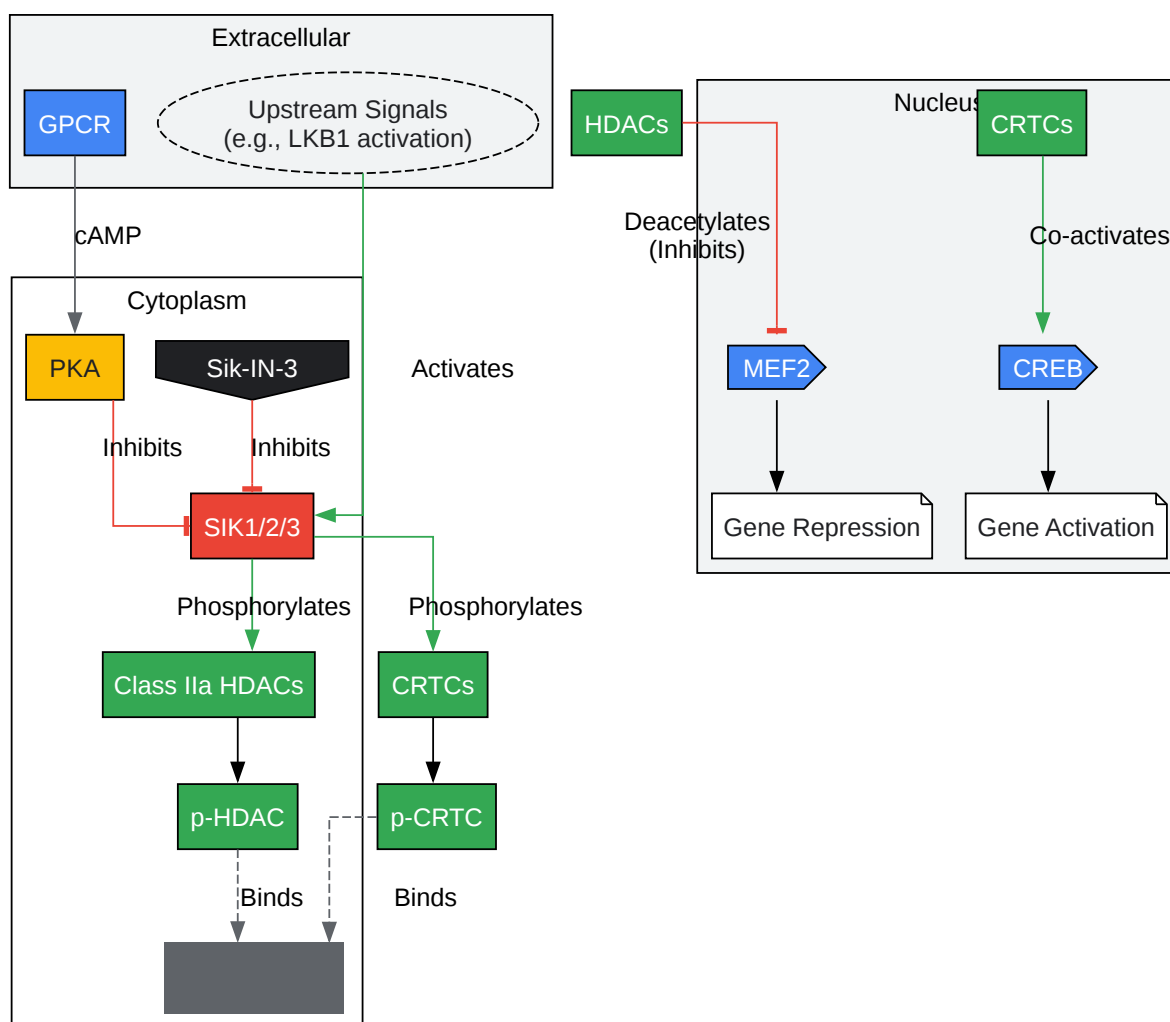 Extracellular
GPCR
Upstream Signals
(e.g., LKB1 activation)
HDACs
Nucleus
CRTCs
cAMP
Deacetylates
(Inhibits)
Co-activates
Cytoplasm
PKA
Sik-IN-3
Activates
MEF2
CREB
Inhibits
Inhibits
SIK1/2/3
Gene Repression
Gene Activation
Phosphorylates
Phosphorylates
Class IIa HDACs
CRTCs
p-HDAC
p-CRTC
Binds
Binds